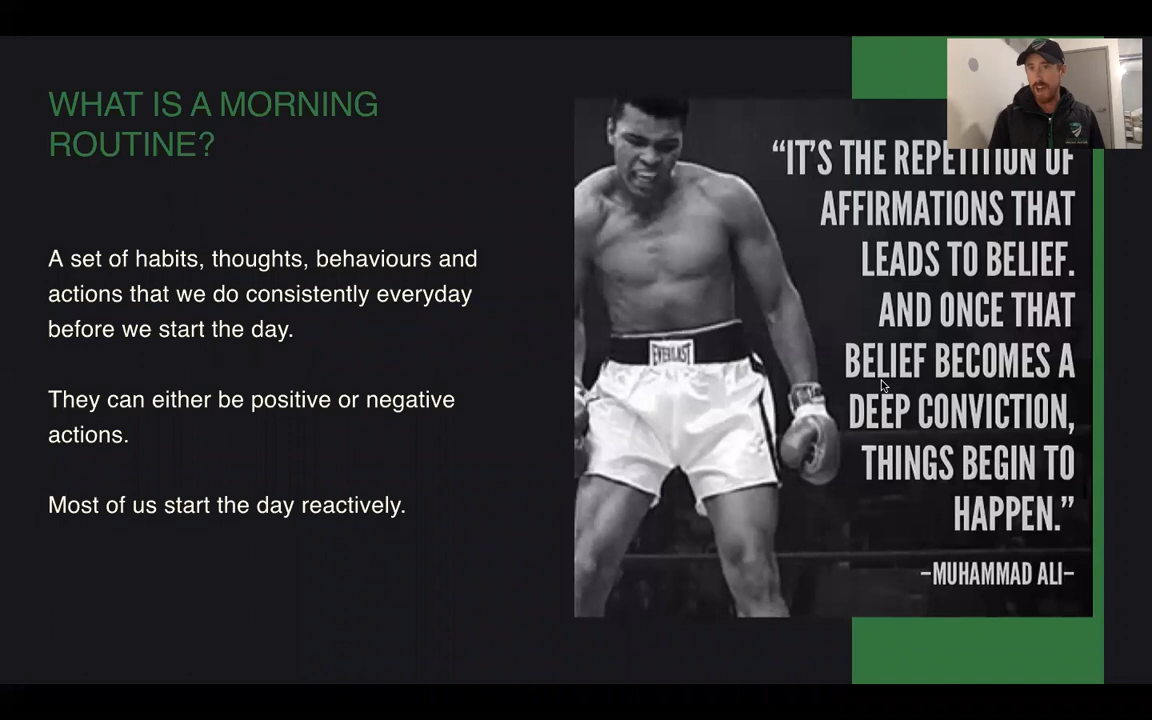 WHAT IS A MORNING
ROUTINE?
A set of habits, thoughts, behaviours and
actions that we do consistently everyday
before we start the day.
They can either be positive or negative
actions.
Most of us start the day reactively.
“IT’S THE REPETITION OF
AFFIRMATIONS THAT
LEADS TO BELIEF.
AND ONCE THAT
BELIEF BECOMES A
DEEP CONVICTION,
THINGS BEGIN TO
HAPPEN.”
–MUHAMMAD ALI–
EVERLAST